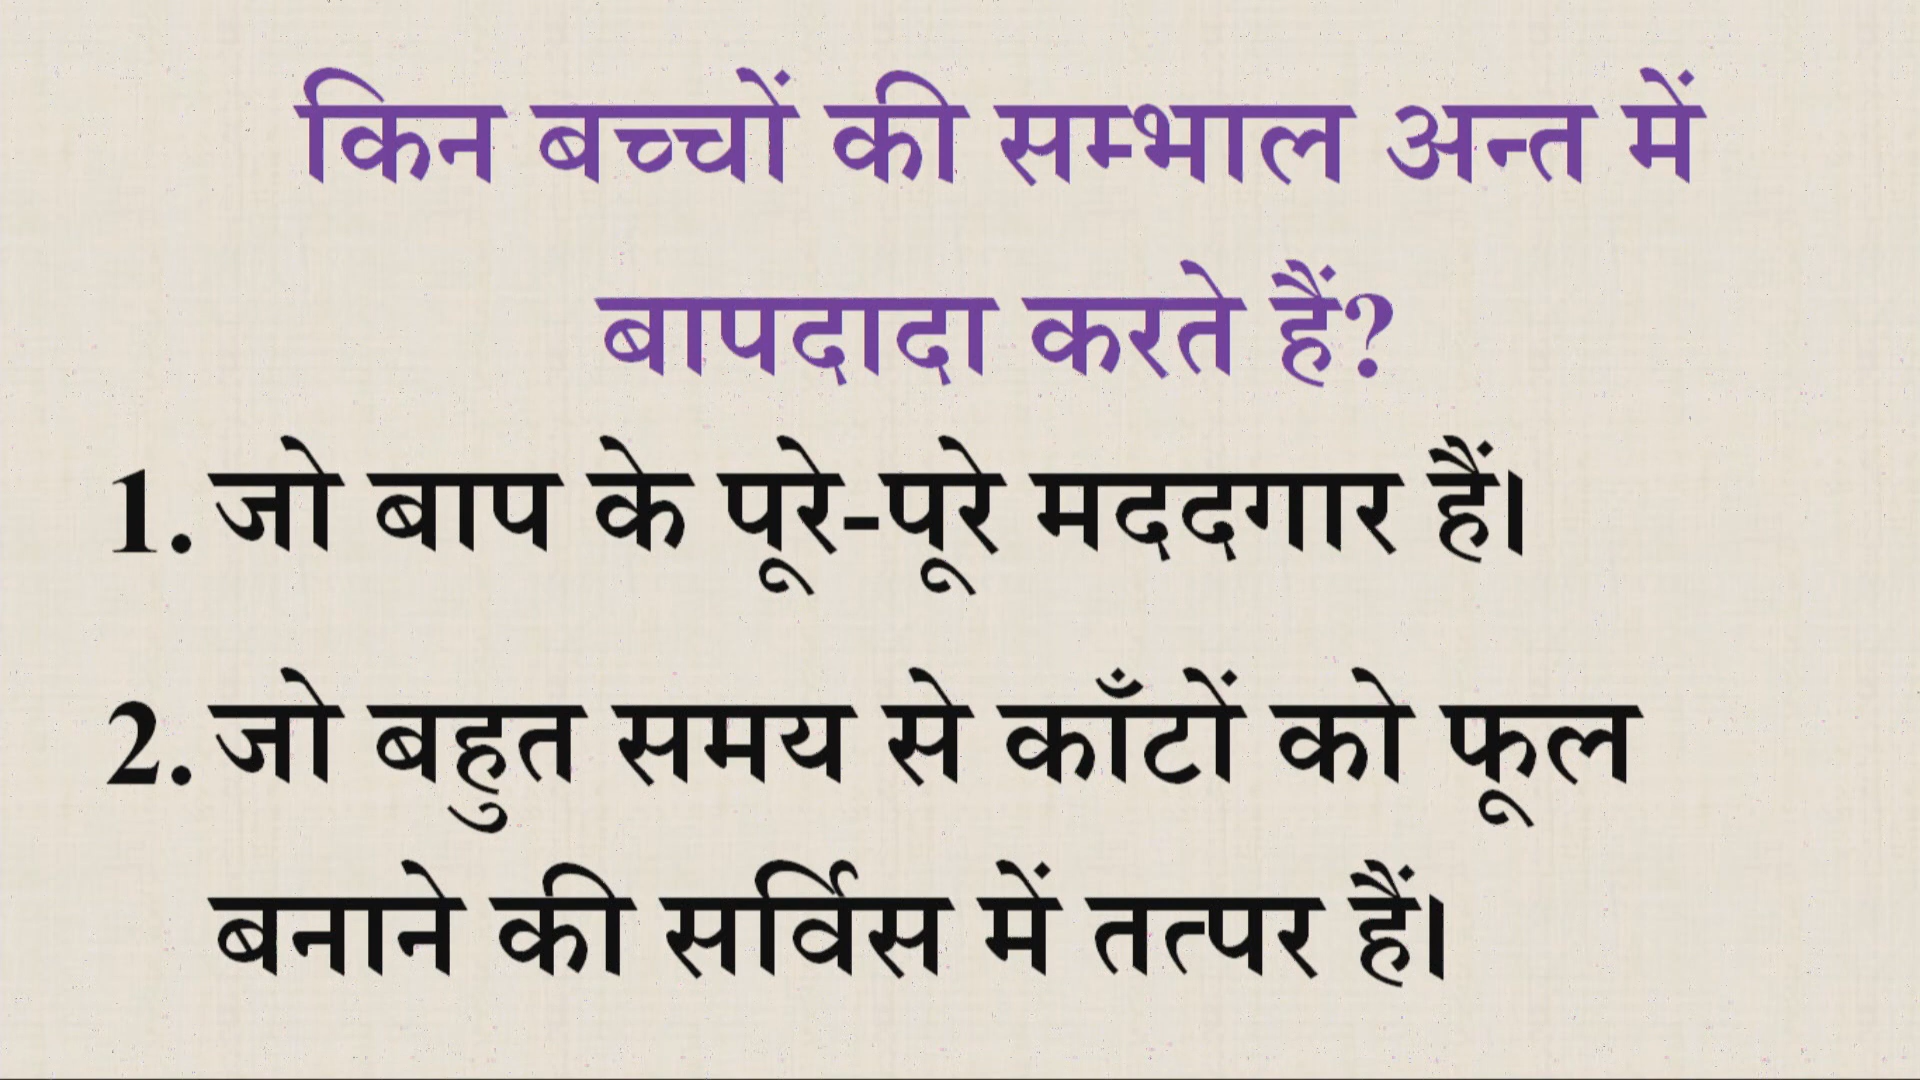 किन बच्चों की सम्भाल अन्त में
बापदादा करते हैं?
1. जो बाप के पूरे-पूरे मददगार हैं।
2. जो बहुत समय से काँटों को फूल
बनाने की सर्विस में तत्पर हैं।